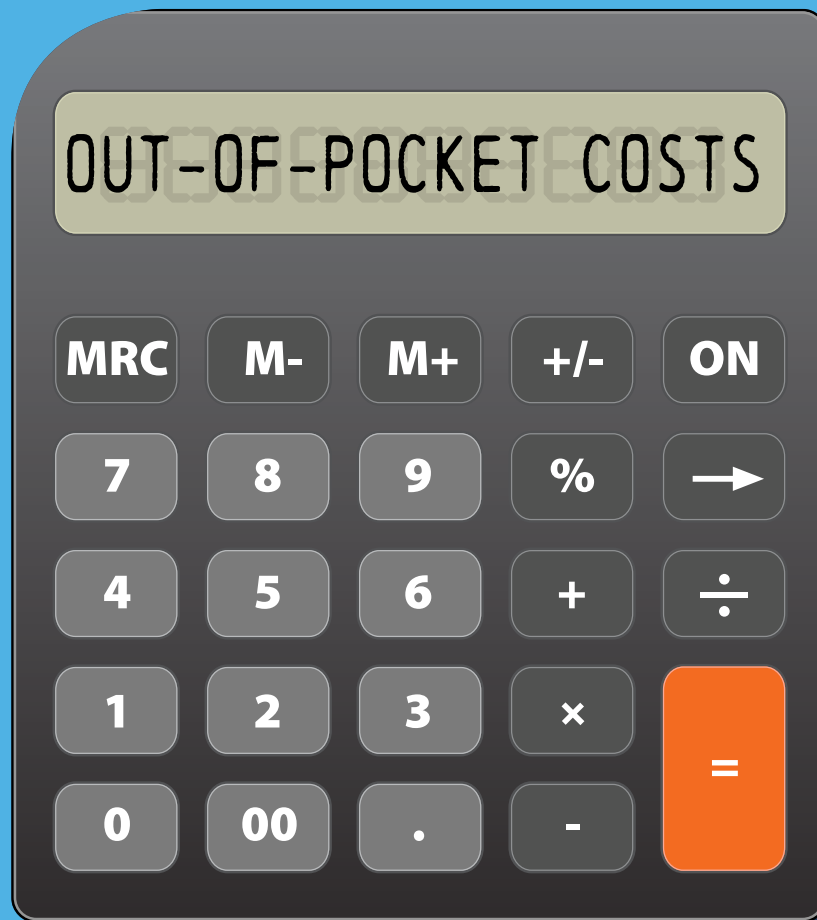 OUT-OF-POCKET COSTS
MRC M- M+ +/- ON
7 8 9 % →
4 5 6 + ÷
1 2 3 ×
=
0 00 . -